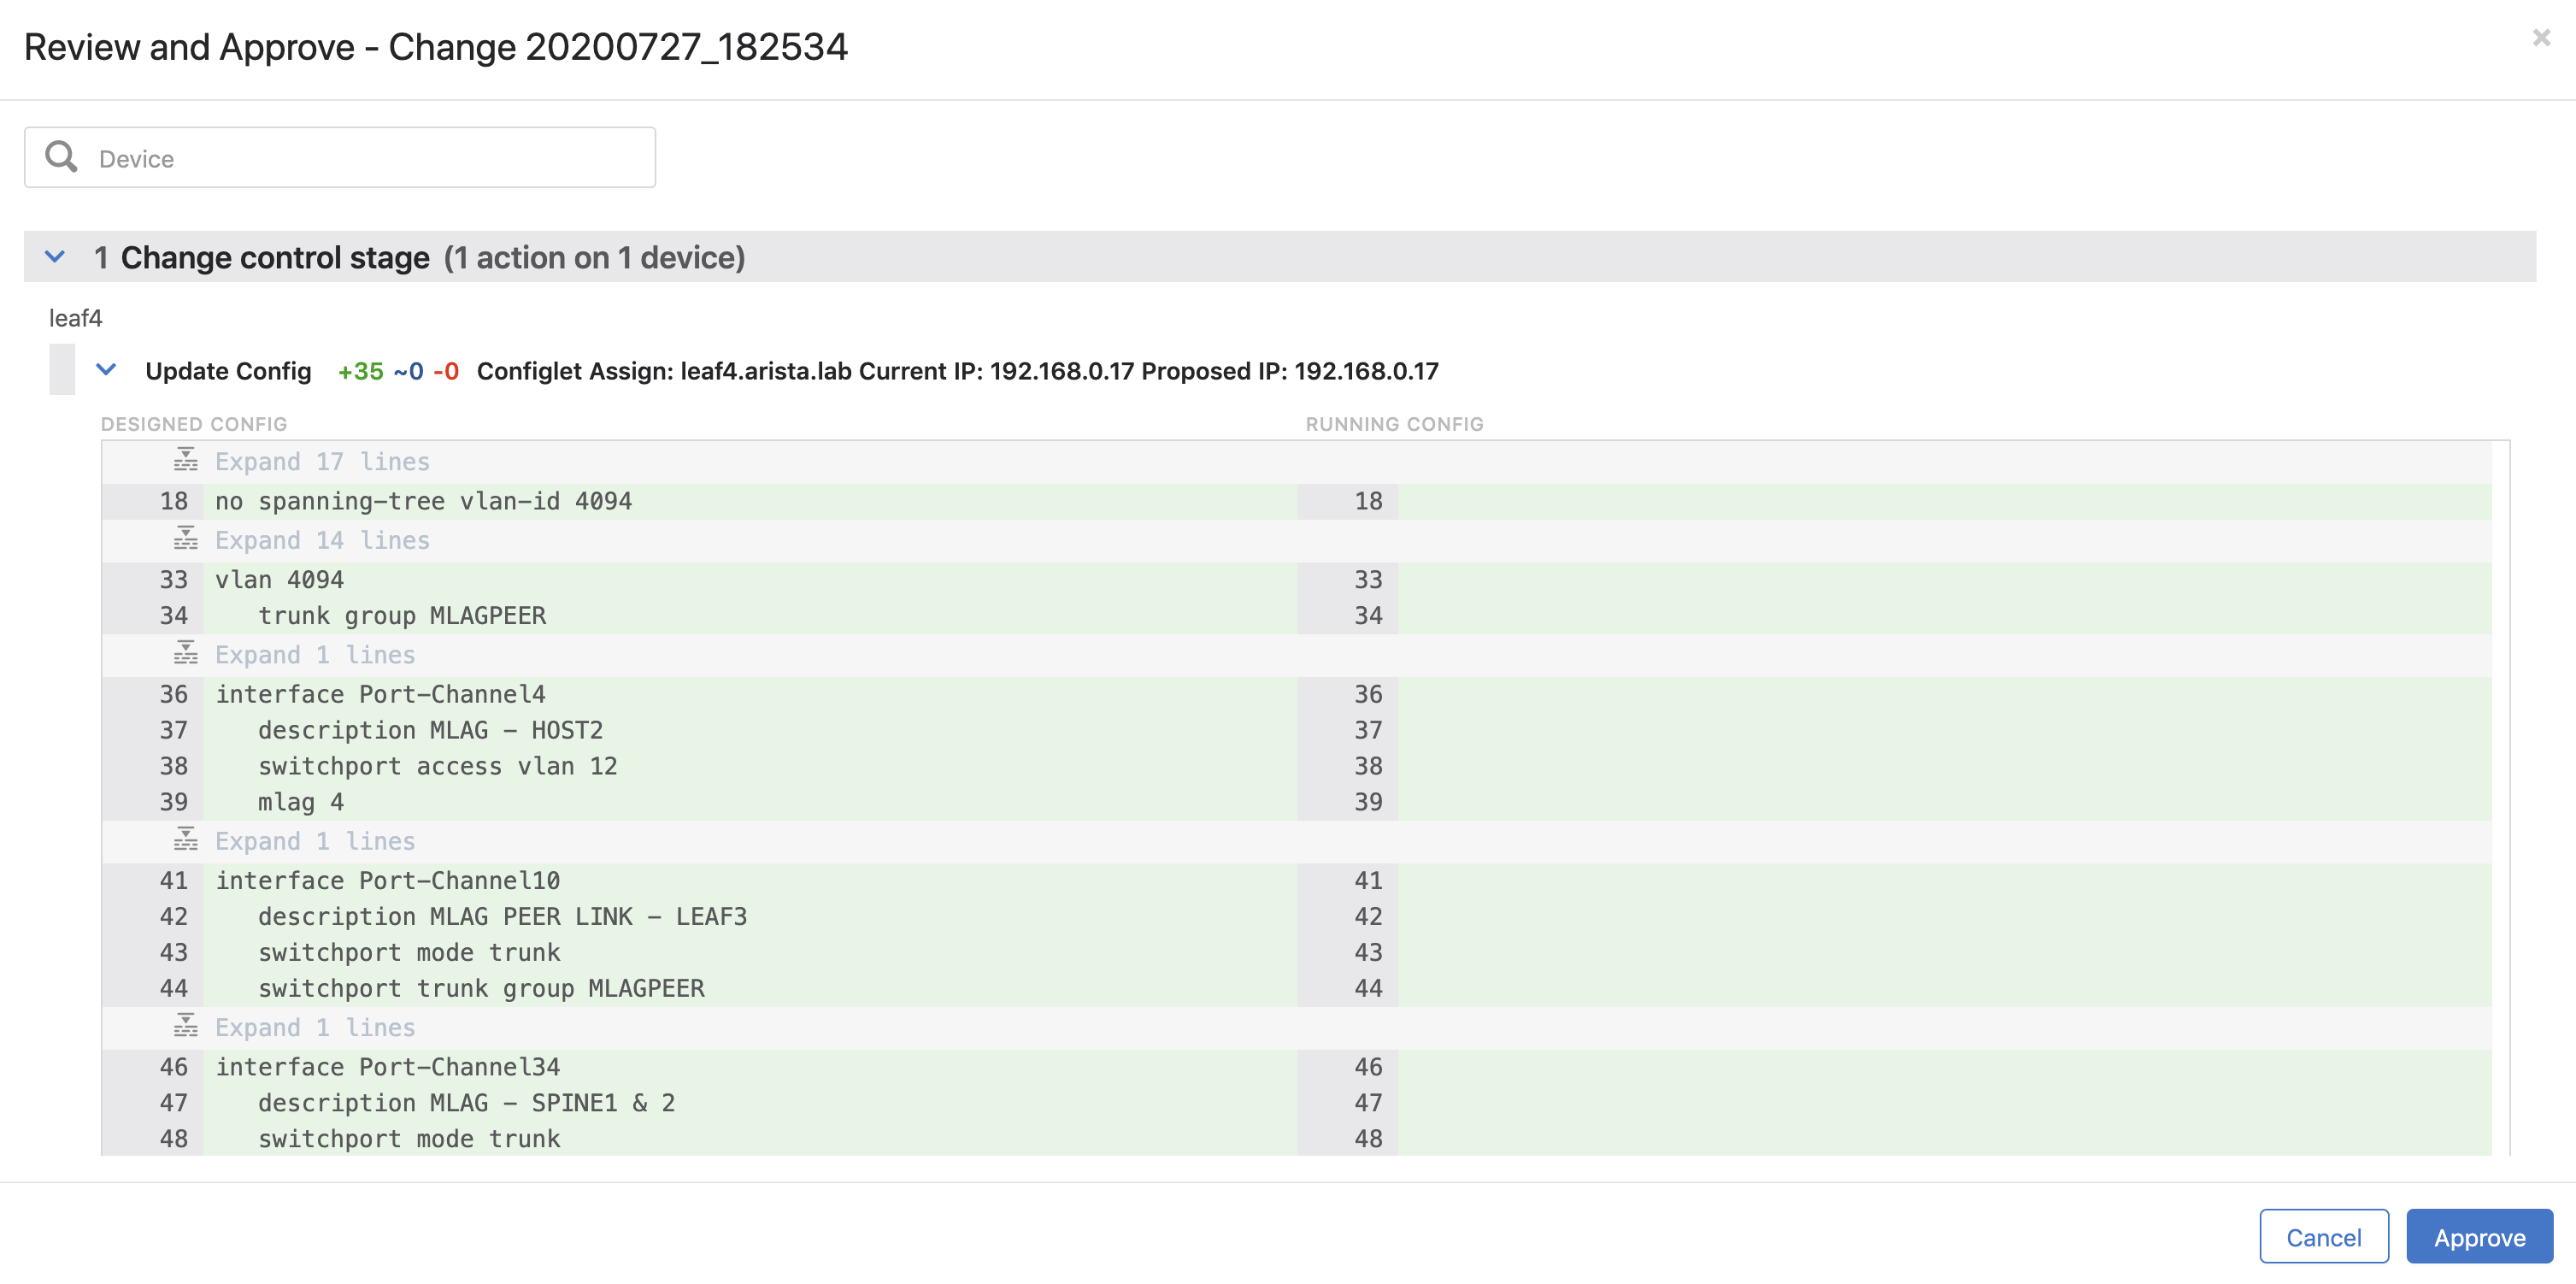 Review and Approve - Change 20200727_182534
×
Device
1 Change control stage (1 action on 1 device)
leaf4
Update Config +35 ~0 -0 Configlet Assign: leaf4.arista.lab Current IP: 192.168.0.17 Proposed IP: 192.168.0.17
DESIGNED CONFIG RUNNING CONFIG
Expand 17 lines
18 no spanning-tree vlan-id 4094 18
Expand 14 lines
33 vlan 4094 33
34 trunk group MLAGPEER 34
Expand 1 lines
36 interface Port-Channel4 36
37 description MLAG - HOST2 37
38 switchport access vlan 12 38
39 mlag 4 39
Expand 1 lines
41 interface Port-Channel10 41
42 description MLAG PEER LINK - LEAF3 42
43 switchport mode trunk 43
44 switchport trunk group MLAGPEER 44
Expand 1 lines
46 interface Port-Channel34 46
47 description MLAG - SPINE1 & 2 47
48 switchport mode trunk 48
Cancel Approve